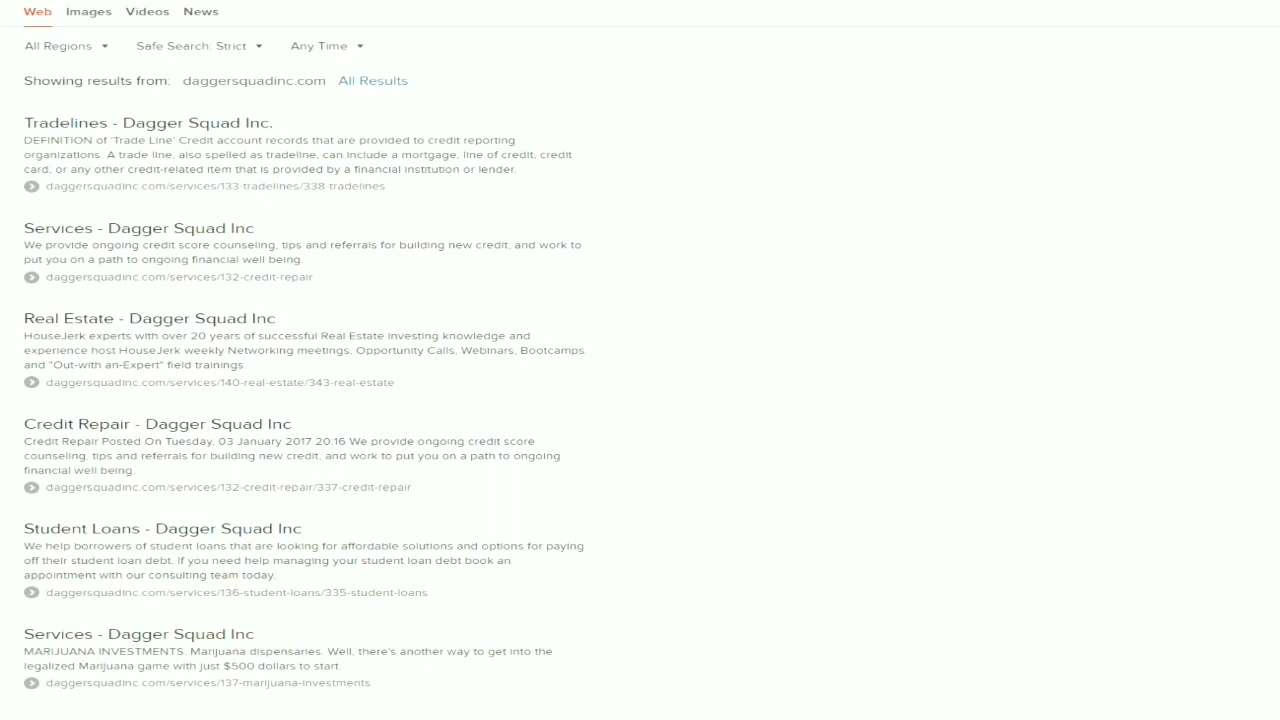 Web Images Videos News
All Regions Safe Search: Strict Any Time
Showing results from: daggersquadinc.com All Results
Tradelines - Dagger Squad Inc.
DEFINITION of 'Trade Line' Credit account records that are provided to credit reporting
organizations. A trade line, also spelled as tradeline, can include a mortgage, line of credit, credit
card, or any other credit-related item that is provided by a financial institution or lender.
daggersquadinc.com/services/133-tradelines/338-tradelines
Services - Dagger Squad Inc
We provide ongoing credit score counseling, tips and referrals for building new credit, and work to
put you on a path to ongoing financial well being.
daggersquadinc.com/services/132-credit-repair
Real Estate - Dagger Squad Inc
HouseJerk experts with over 20 years of successful Real Estate investing knowledge and
experience host HouseJerk weekly Networking meetings, Opportunity Calls, Webinars, Bootcamps
and "Out-with an-Expert" field trainings.
daggersquadinc.com/services/140-real-estate/343-real-estate
Credit Repair - Dagger Squad Inc
Credit Repair Posted On Tuesday, 03 January 2017 20:16 We provide ongoing credit score
counseling, tips and referrals for building new credit, and work to put you on a path to ongoing
financial well being.
daggersquadinc.com/services/132-credit-repair/337-credit-repair
Student Loans - Dagger Squad Inc
We help borrowers of student loans that are looking for affordable solutions and options for paying
off their student loan debt. If you need help managing your student loan debt book an
appointment with our consulting team today.
daggersquadinc.com/services/136-student-loans/335-student-loans
Services - Dagger Squad Inc
MARIJUANA INVESTMENTS. Marijuana dispensaries. Well, there's another way to get into the
legalized Marijuana game with just $500 dollars to start.
daggersquadinc.com/services/137-marijuana-investments